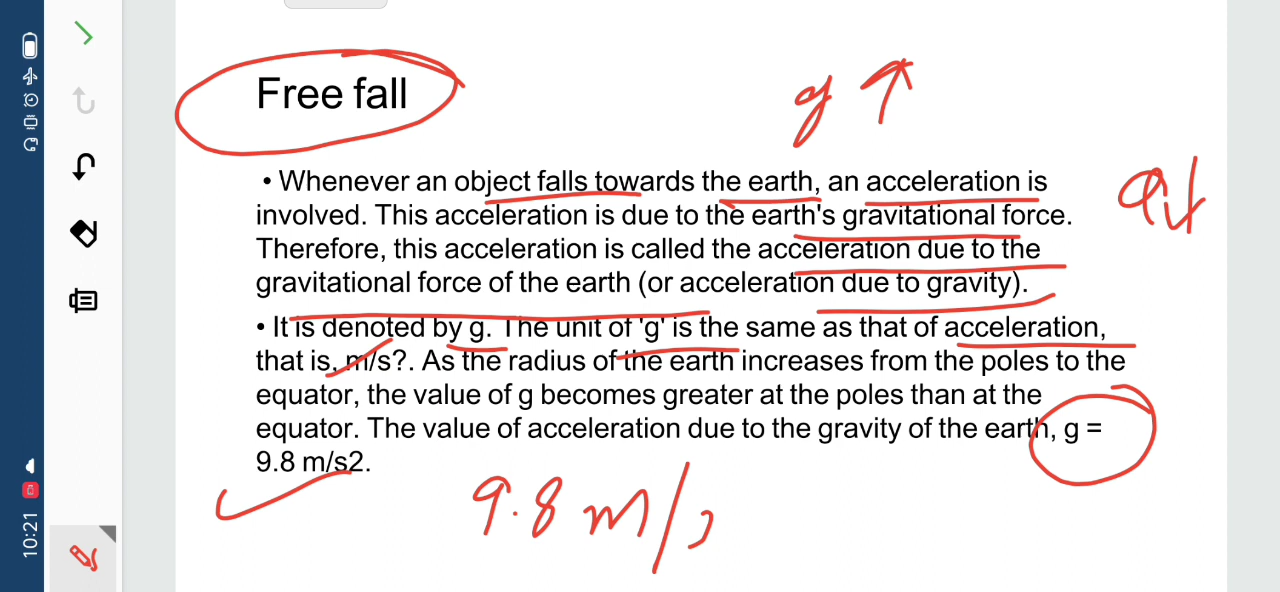 Free fall
g ↑
• Whenever an object falls towards the earth, an acceleration is
involved. This acceleration is due to the earth's gravitational force.
Therefore, this acceleration is called the acceleration due to the
gravitational force of the earth (or acceleration due to gravity).
• It is denoted by g. The unit of 'g' is the same as that of acceleration,
that is, m/s?. As the radius of the earth increases from the poles to the
equator, the value of g becomes greater at the poles than at the
equator. The value of acceleration due to the gravity of the earth, g =
9.8 m/s2.
9.8 m/s
10:21